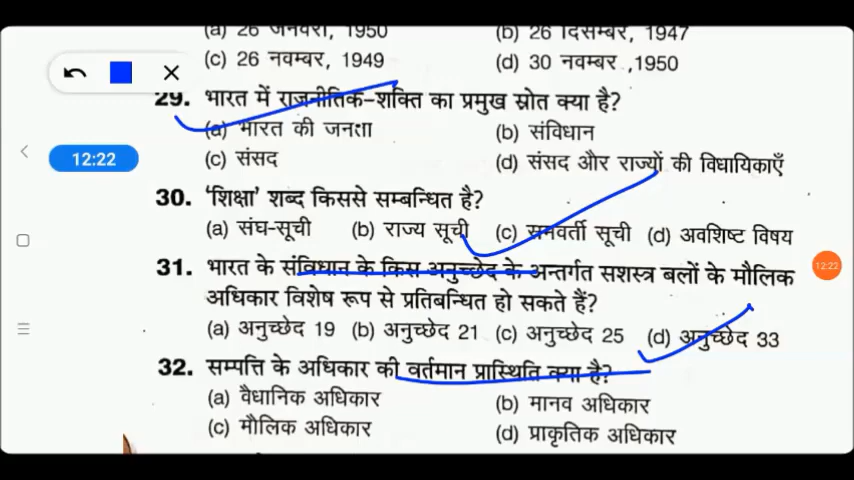 (a) 26 जनवरी, 1950 (b) 26 दिसम्बर, 1947
(c) 26 नवम्बर, 1949 (d) 30 नवम्बर ,1950
29. भारत में राजनीतिक-शक्ति का प्रमुख स्रोत क्या है?
(a) भारत की जनता (b) संविधान
12:22
(c) संसद (d) संसद और राज्यों की विधायिकाएँ
30. 'शिक्षा' शब्द किससे सम्बन्धित है?
(a) संघ-सूची (b) राज्य सूची (c) समवर्ती सूची (d) अवशिष्ट विषय
31. भारत के संविधान के किस अनुच्छेद के अन्तर्गत सशस्त्र बलों के मौलिक
12:22
अधिकार विशेष रूप से प्रतिबन्धित हो सकते हैं?
(a) अनुच्छेद 19 (b) अनुच्छेद 21 (c) अनुच्छेद 25 (d) अनुच्छेद 33
32. सम्पत्ति के अधिकार की वर्तमान प्रास्थिति क्या है?
(a) वैधानिक अधिकार (b) मानव अधिकार
(c) मौलिक अधिकार (d) प्राकृतिक अधिकार